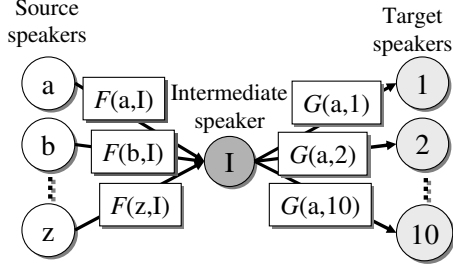 Source
speakers
Target
speakers
Intermediate
speaker
a
b
z
F(a,I)
F(b,I)
F(z,I)
I
G(a,1)
G(a,2)
G(a,10)
1
2
10